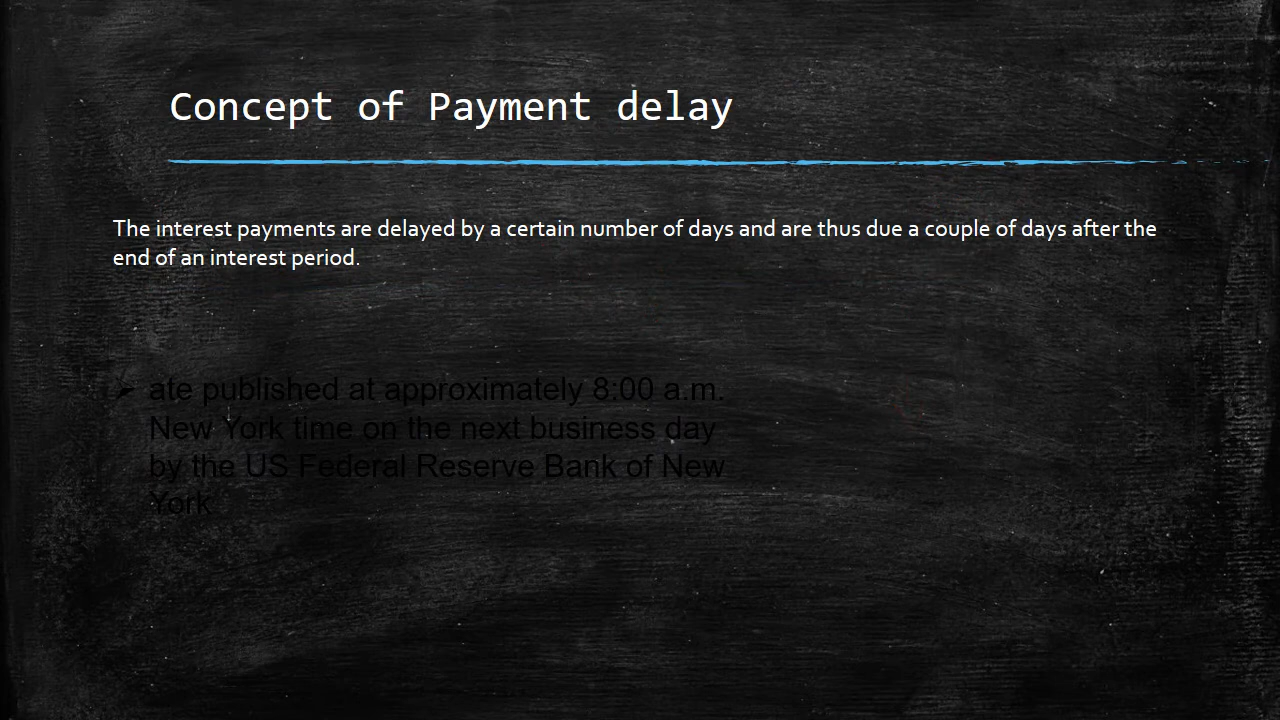 Concept of Payment delay
The interest payments are delayed by a certain number of days and are thus due a couple of days after the
end of an interest period.
➢ ate published at approximately 8:00 a.m.
New York time on the next business day
by the US Federal Reserve Bank of New
York